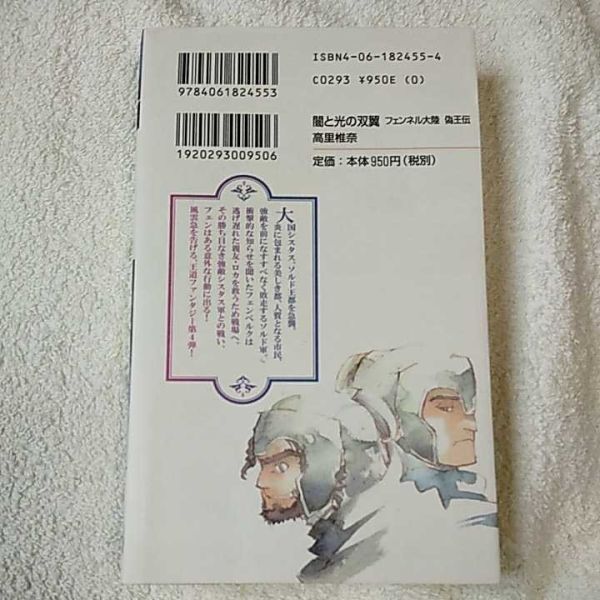 ISBN4-06-182455-4
C0293 ¥950E (0)
9784061824553
1920293009506
闇と光の双翼 フェンネル大陸 偽王伝
高里椎奈
定価：本体950円（税別）
大国シスタス、ソルド王都を急襲。
炎に包まれる美しき都、人質となる市民。
強敵を前になすすべなく敗走するソルド軍。
衝撃的な知らせを聞いたフェンベルクは
逃げ遅れた親友・ロカを救うため戦場へ。
その勝ち目なき強敵シスタス軍との戦い、
フェンはある意外な行動に出る！
風雲急を告げる、王道ファンタジー第4弾！